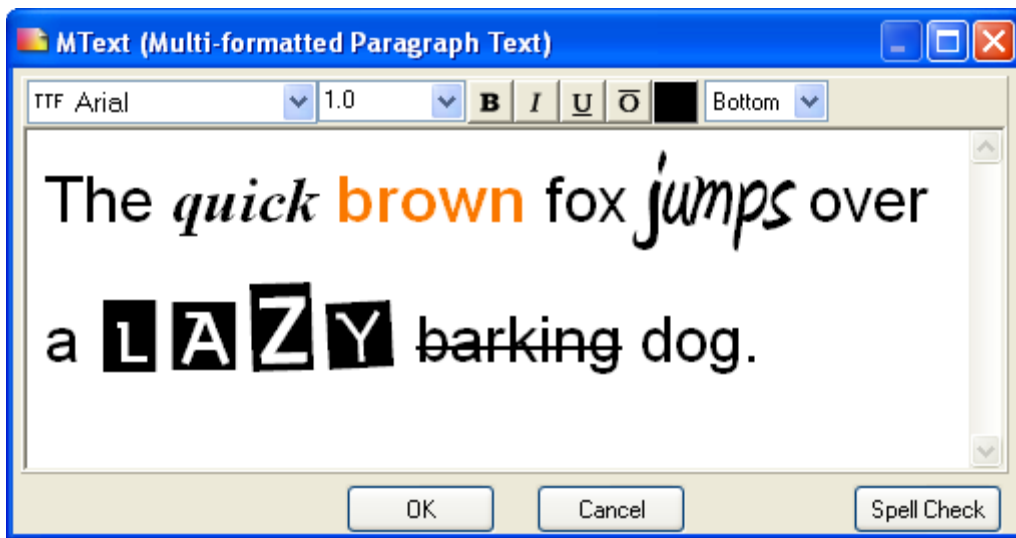 MText (Multi-formatted Paragraph Text)
TTF Arial 1.0 B I U O Bottom
The quick brown fox jumps over
a LAZY barking dog.
OK Cancel Spell Check